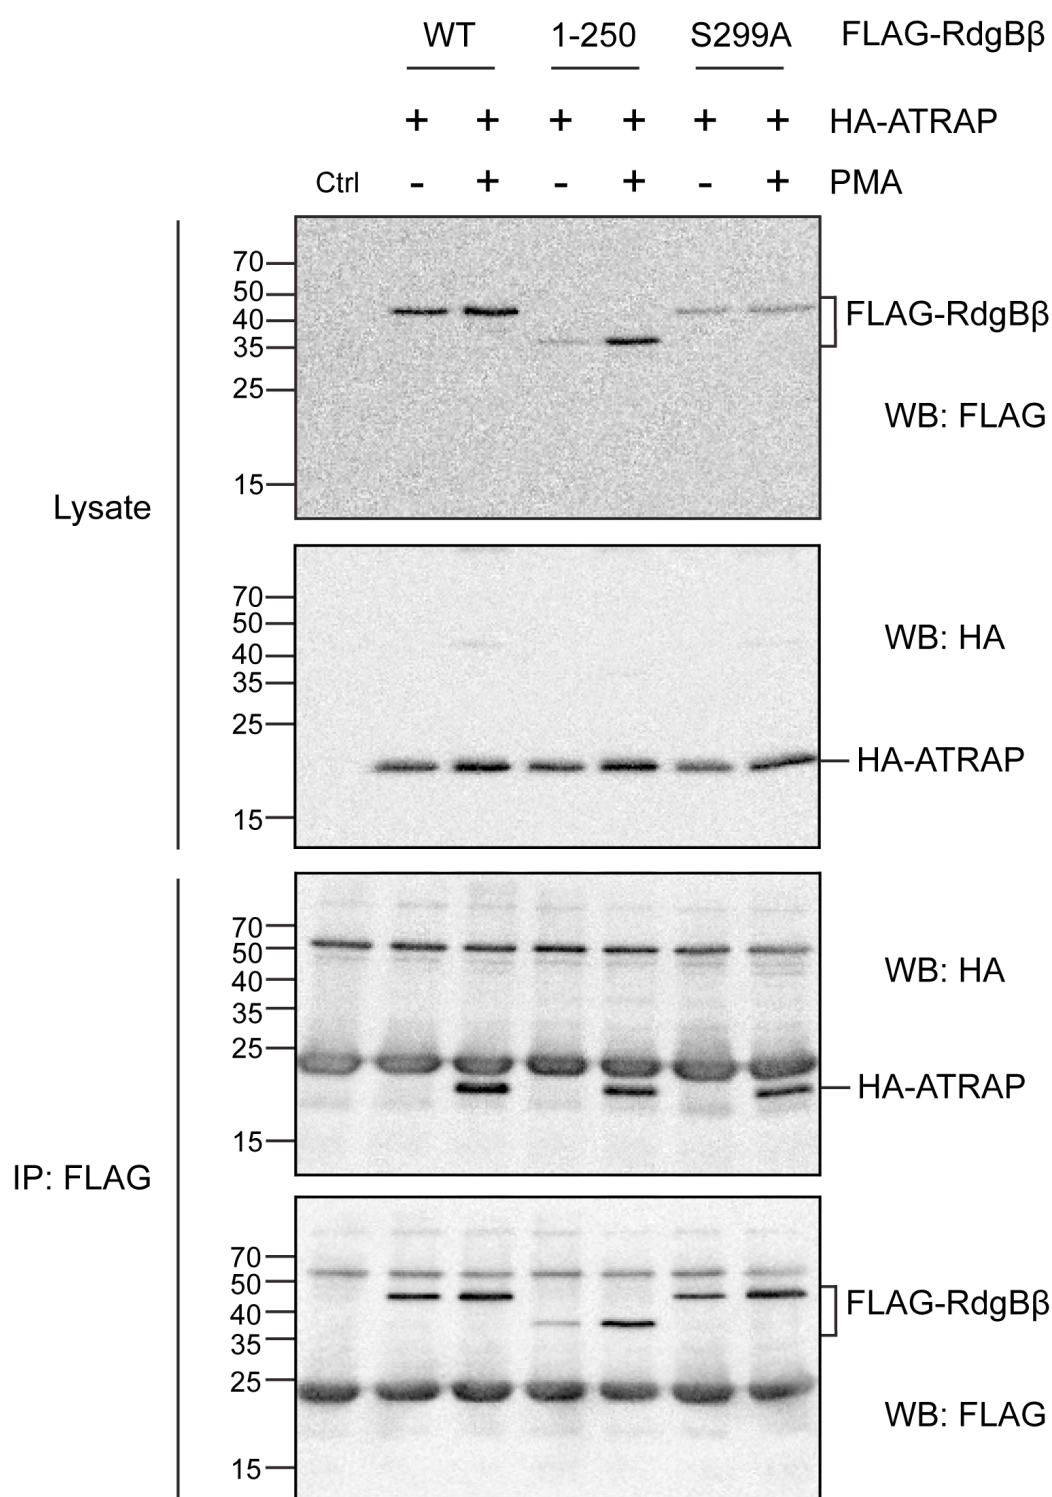 WT 1-250 S299A FLAG-RdgBβ
+ + + + + + HA-ATRAP
Ctrl - + - + - + PMA
70
50
40
35
25
15
FLAG-RdgBβ
WB: FLAG
Lysate
70
50
40
35
25
15
WB: HA
HA-ATRAP
70
50
40
35
25
15
WB: HA
HA-ATRAP
IP: FLAG
70
50
40
35
25
15
FLAG-RdgBβ
WB: FLAG